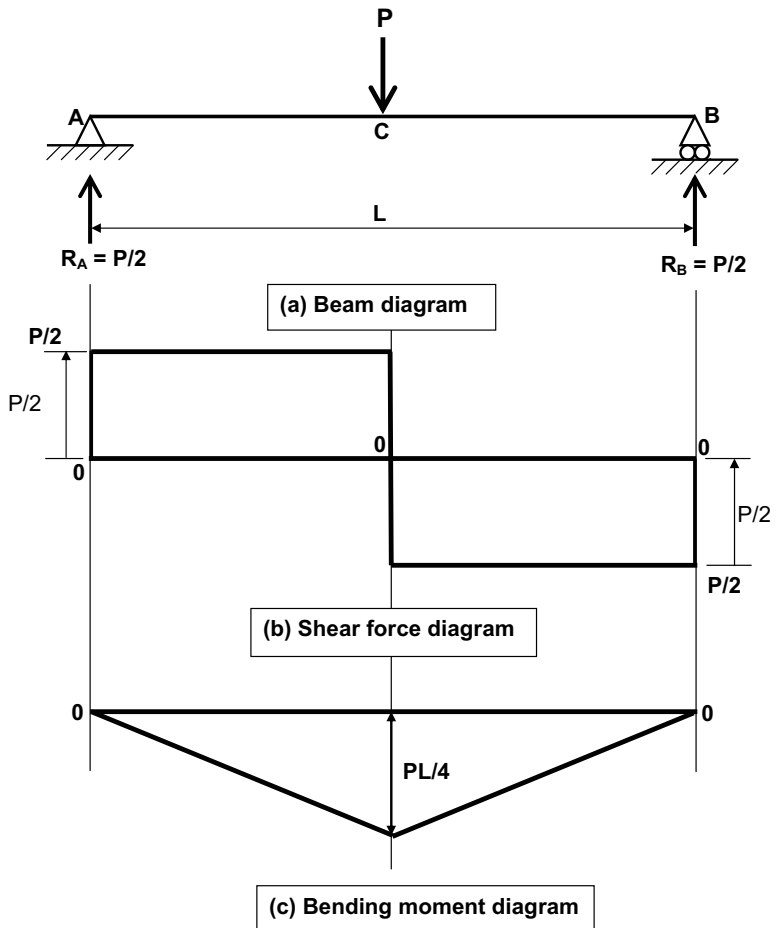 P
A
B
C
L
R_A = P/2
R_B = P/2
(a) Beam diagram
P/2
P/2
0
0
0
P/2
P/2
(b) Shear force diagram
0
0
PL/4
(c) Bending moment diagram